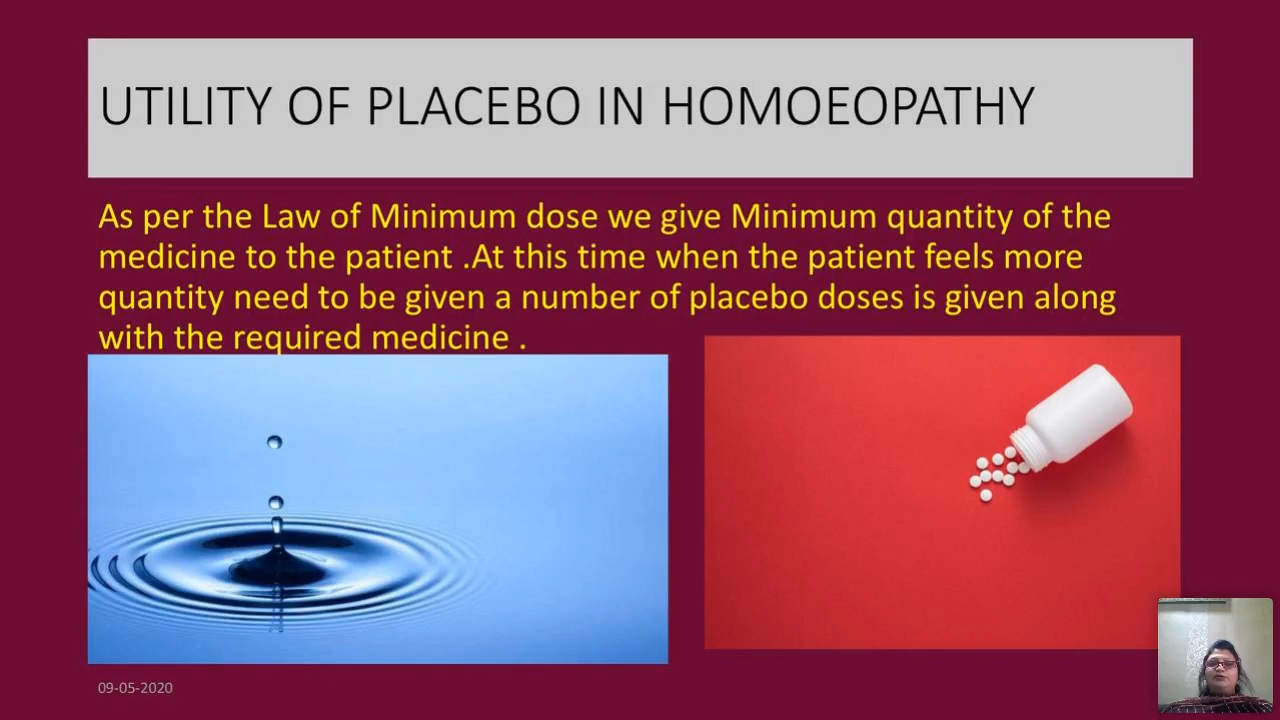 UTILITY OF PLACEBO IN HOMOEOPATHY
As per the Law of Minimum dose we give Minimum quantity of the
medicine to the patient .At this time when the patient feels more
quantity need to be given a number of placebo doses is given along
with the required medicine .
09-05-2020